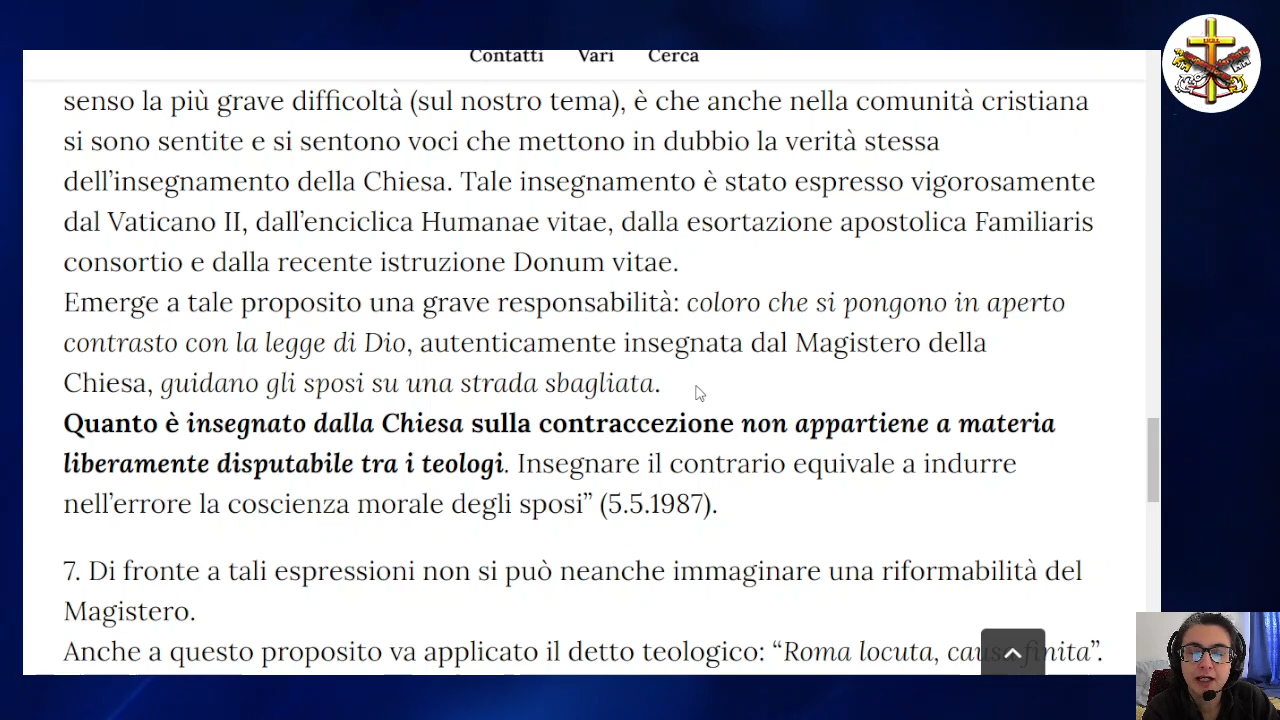 Contatti Vari Cerca
senso la più grave difficoltà (sul nostro tema), è che anche nella comunità cristiana
si sono sentite e si sentono voci che mettono in dubbio la verità stessa
dell’insegnamento della Chiesa. Tale insegnamento è stato espresso vigorosamente
dal Vaticano II, dall’enciclica Humanae vitae, dalla esortazione apostolica Familiaris
consortio e dalla recente istruzione Donum vitae.
Emerge a tale proposito una grave responsabilità: coloro che si pongono in aperto
contrasto con la legge di Dio, autenticamente insegnata dal Magistero della
Chiesa, guidano gli sposi su una strada sbagliata.
Quanto è insegnato dalla Chiesa sulla contraccezione non appartiene a materia
liberamente disputabile tra i teologi. Insegnare il contrario equivale a indurre
nell’errore la coscienza morale degli sposi” (5.5.1987).
7. Di fronte a tali espressioni non si può neanche immaginare una riformabilità del
Magistero.
Anche a questo proposito va applicato il detto teologico: “Roma locuta, causa finita”.